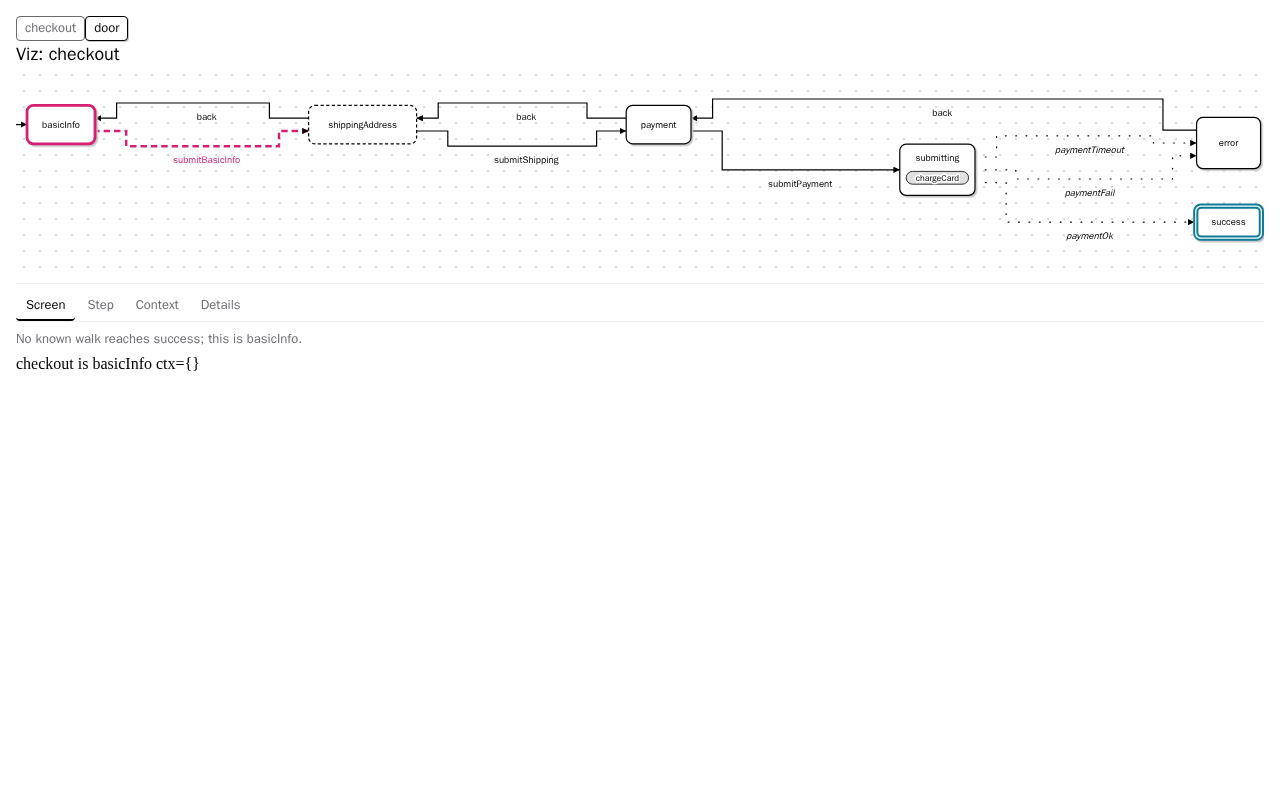 checkout door
Viz: checkout
basicInfo
back
submitBasicInfo
shippingAddress
back
submitShipping
payment
back
submitPayment
submitting
chargeCard
paymentTimeout
paymentFail
paymentOk
error
success
Screen Step Context Details
No known walk reaches success; this is basicInfo.
checkout is basicInfo ctx={}